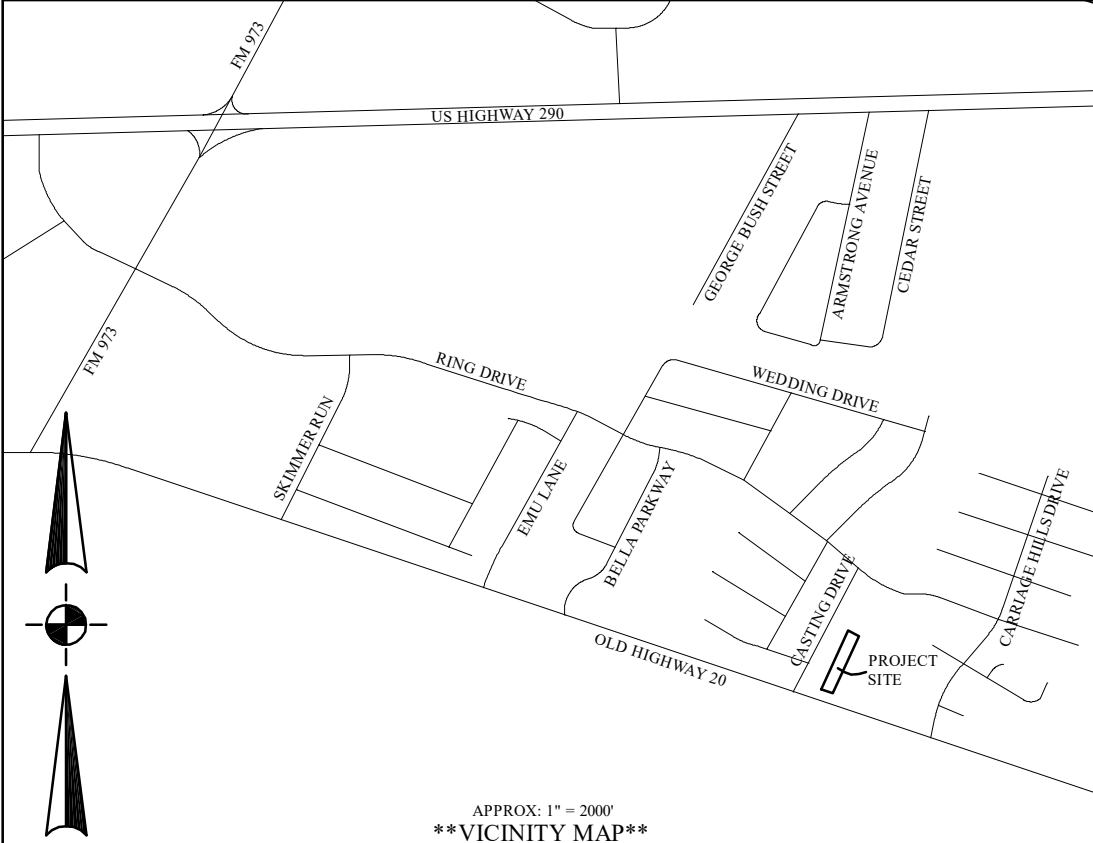 FM 973
US HIGHWAY 290
GEORGE BUSH STREET
ARMSTRONG AVENUE
CEDAR STREET
FM 973
RING DRIVE
WEDDING DRIVE
SKIMMER RUN
EMU LANE
BELLA PARKWAY
CARRIAGE HILLS DRIVE
CASTING DRIVE
OLD HIGHWAY 20
PROJECT
SITE
APPROX: 1" = 2000'
**VICINITY MAP**